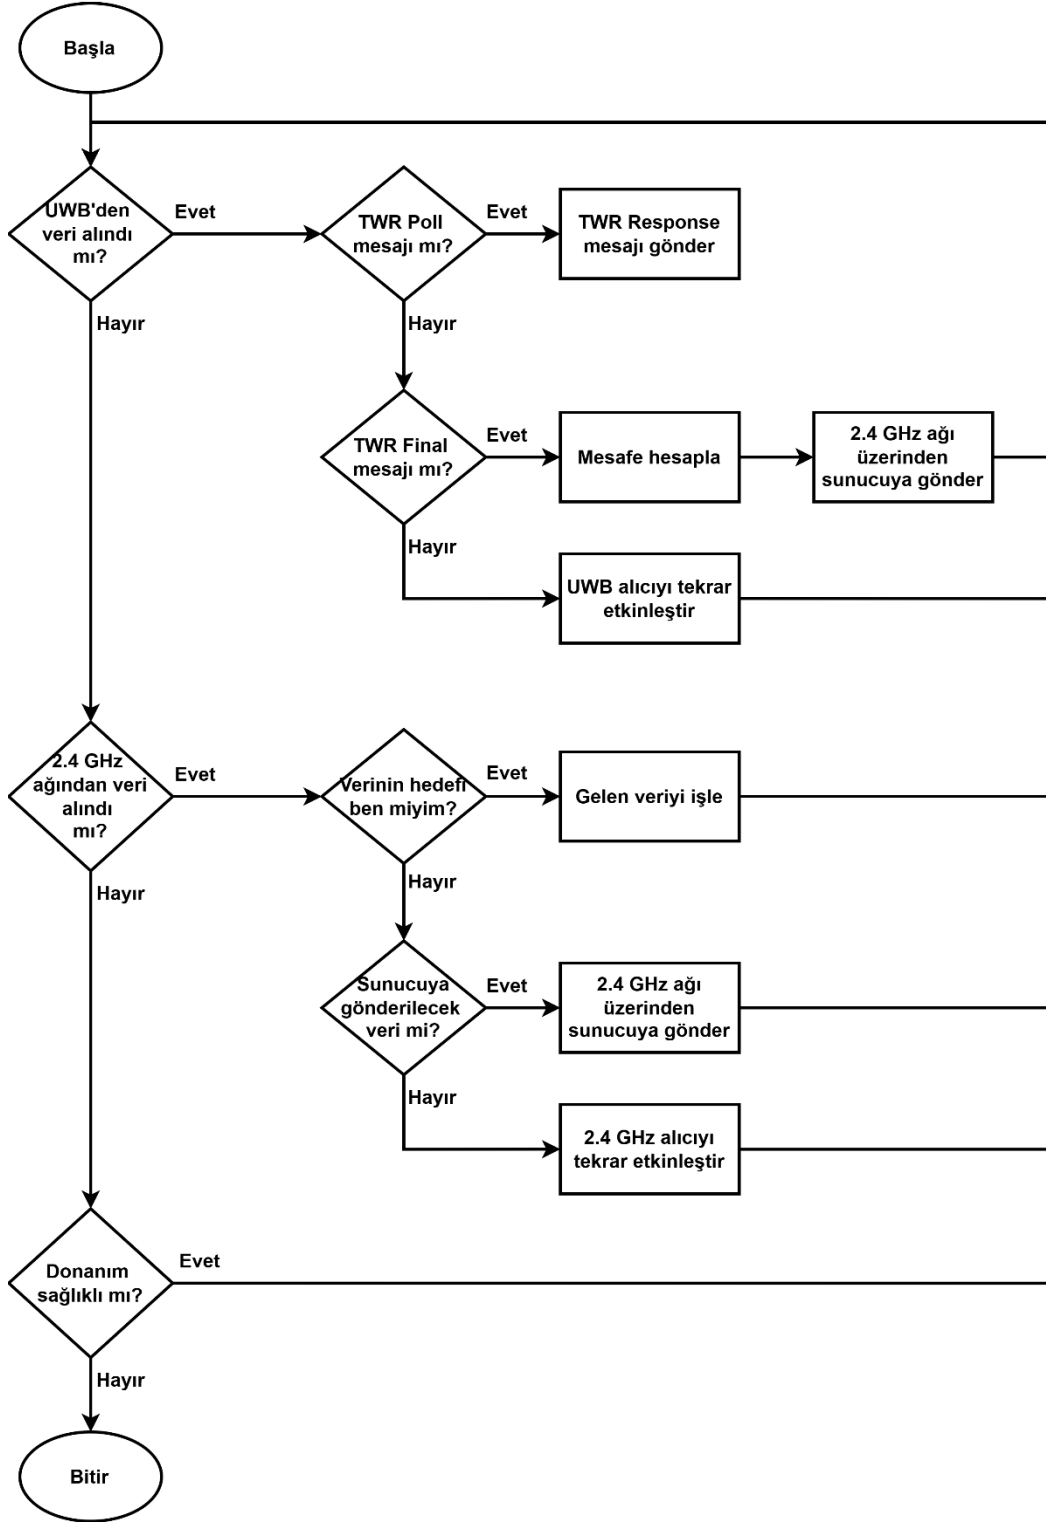 Başla
UWB'den
veri alındı
mı?
Evet
TWR Poll
mesajı mı?
Evet
TWR Response
mesajı gönder
Hayır
Hayır
TWR Final
mesajı mı?
Evet
Mesafe hesapla
2.4 GHz ağı
üzerinden
sunucuya gönder
Hayır
UWB alıcıyı tekrar
etkinleştir
2.4 GHz
ağından veri
alındı
mı?
Evet
Verinin hedefi
ben miyim?
Evet
Gelen veriyi işle
Hayır
Hayır
Sunucuya
gönderilecek
veri mi?
Evet
2.4 GHz ağı
üzerinden
sunucuya gönder
Hayır
2.4 GHz alıcıyı
tekrar etkinleştir
Donanım
sağlıklı mı?
Evet
Hayır
Bitir